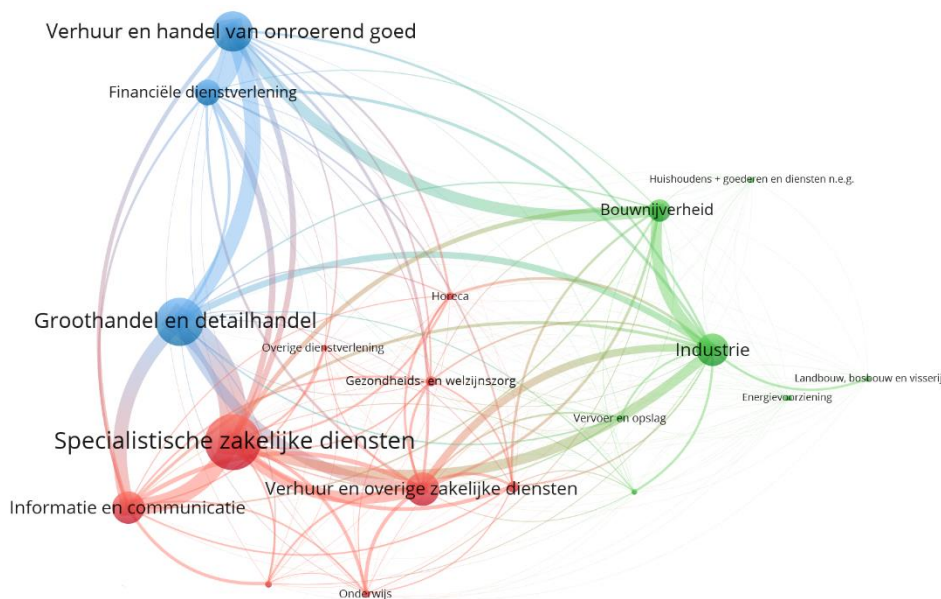 Verhuur en handel van onroerend goed
Financiële dienstverlening
Huishoudens + goederen en diensten n.e.g.
Bouwnijverheid
Horeca
Groothandel en detailhandel
Overige dienstverlening
Industrie
Gezondheids- en welzijnszorg
Landbouw, bosbouw en visserij
Energievoorziening
Vervoer en opslag
Specialistische zakelijke diensten
Verhuur en overige zakelijke diensten
Informatie en communicatie
Onderwijs